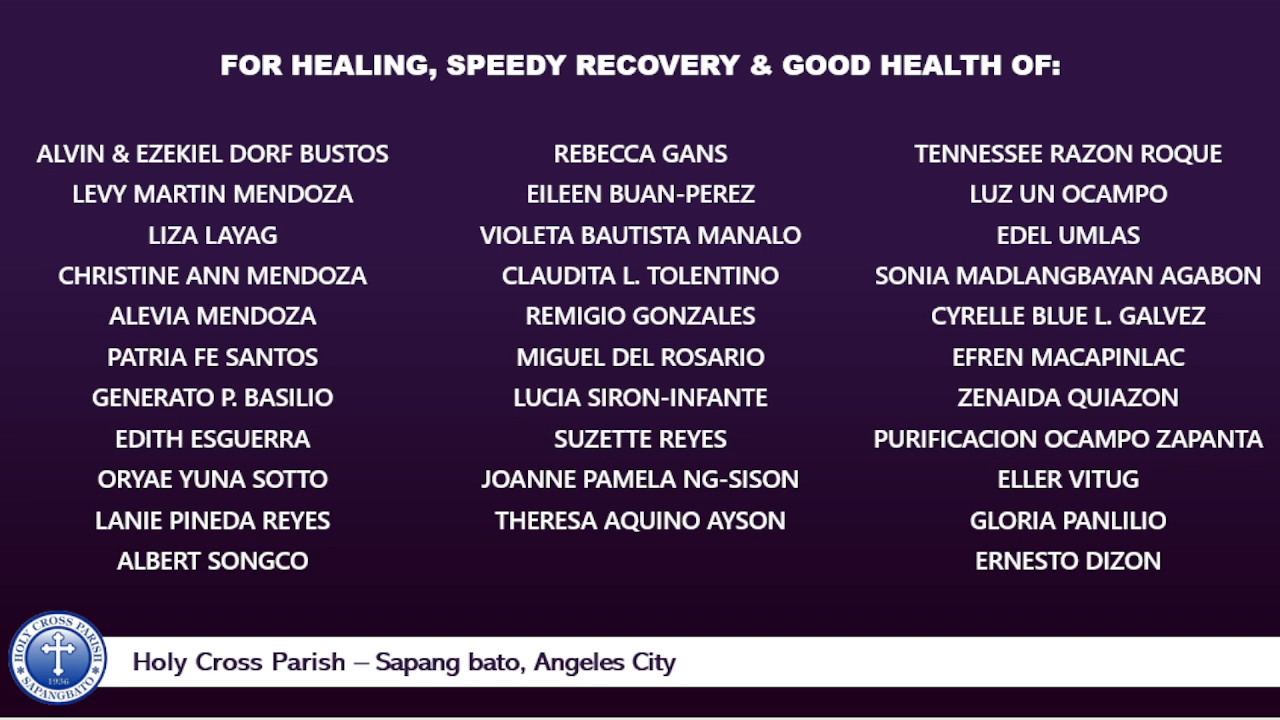 FOR HEALING, SPEEDY RECOVERY & GOOD HEALTH OF:
ALVIN & EZEKIEL DORF BUSTOS
LEVY MARTIN MENDOZA
LIZA LAYAG
CHRISTINE ANN MENDOZA
ALEVIA MENDOZA
PATRIA FE SANTOS
GENERATO P. BASILIO
EDITH ESGUERRA
ORYAE YUNA SOTTO
LANIE PINEDA REYES
ALBERT SONGCO
REBECCA GANS
EILEEN BUAN-PEREZ
VIOLETA BAUTISTA MANALO
CLAUDITA L. TOLENTINO
REMIGIO GONZALES
MIGUEL DEL ROSARIO
LUCIA SIRON-INFANTE
SUZETTE REYES
JOANNE PAMELA NG-SISON
THERESA AQUINO AYSON
TENNESSEE RAZON ROQUE
LUZ UN OCAMPO
EDEL UMLAS
SONIA MADLANGBAYAN AGABON
CYRELLE BLUE L. GALVEZ
EFREN MACAPINLAC
ZENAIDA QUIAZON
PURIFICACION OCAMPO ZAPANTA
ELLER VITUG
GLORIA PANLILIO
ERNESTO DIZON
HOLY CROSS PARISH
1936
SAPANGBATO
Holy Cross Parish – Sapang bato, Angeles City